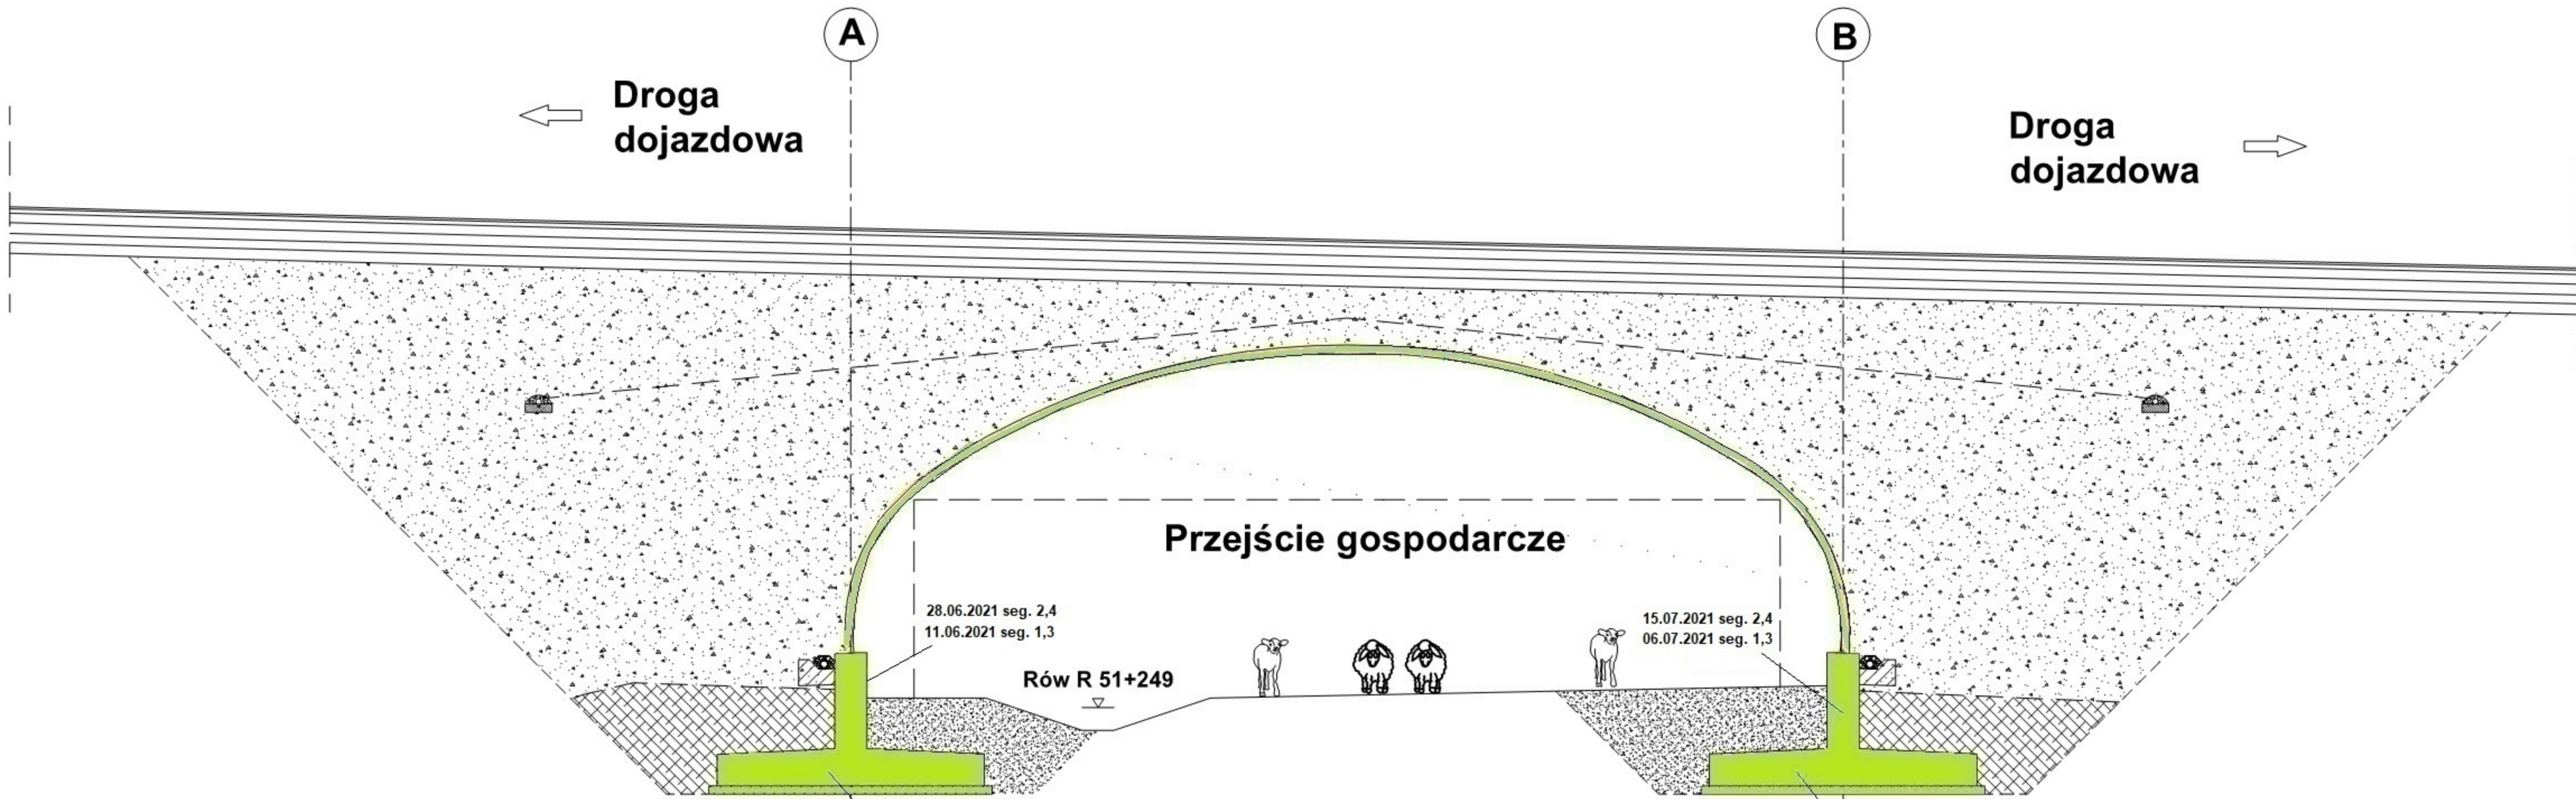 A
B
Droga
dojazdowa
Droga
dojazdowa
Przejście gospodarcze
28.06.2021 seg. 2,4
11.06.2021 seg. 1,3
15.07.2021 seg. 2,4
06.07.2021 seg. 1,3
Rów R 51+249